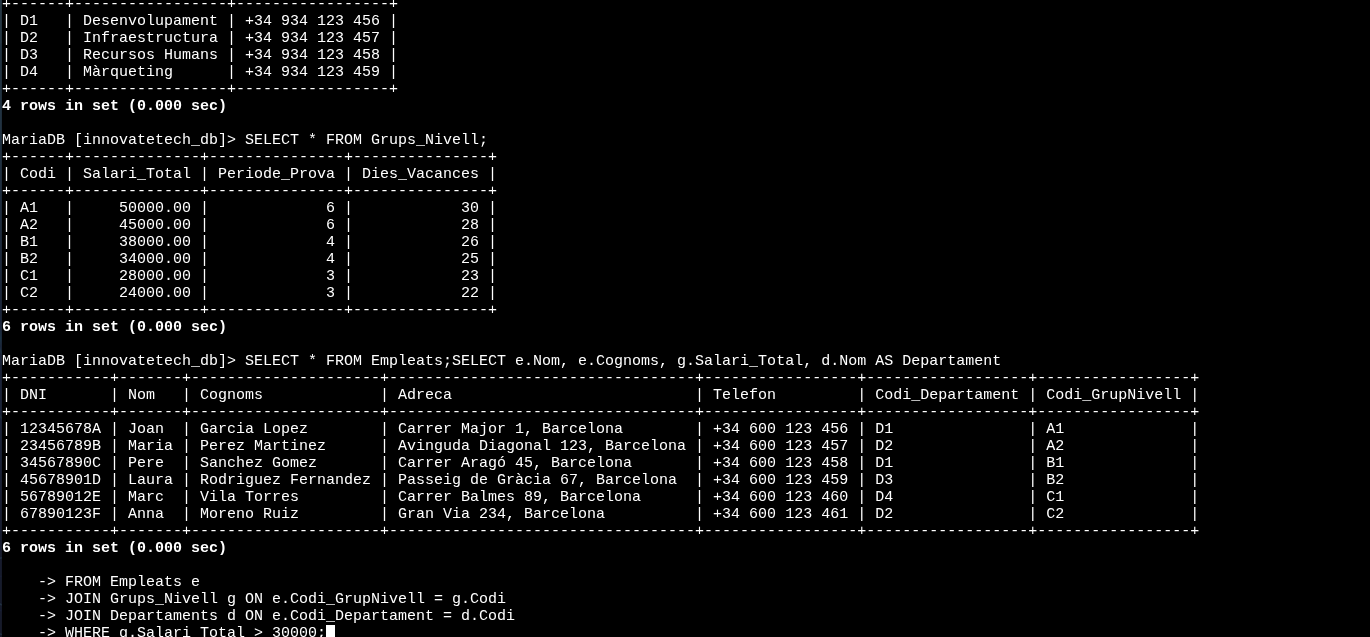 +------+-----------------+-----------------+
| D1   | Desenvolupament | +34 934 123 456 |
| D2   | Infraestructura | +34 934 123 457 |
| D3   | Recursos Humans | +34 934 123 458 |
| D4   | Màrqueting      | +34 934 123 459 |
+------+-----------------+-----------------+
4 rows in set (0.000 sec)

MariaDB [innovatetech_db]> SELECT * FROM Grups_Nivell;
+------+--------------+---------------+---------------+
| Codi | Salari_Total | Periode_Prova | Dies_Vacances |
+------+--------------+---------------+---------------+
| A1   |     50000.00 |             6 |            30 |
| A2   |     45000.00 |             6 |            28 |
| B1   |     38000.00 |             4 |            26 |
| B2   |     34000.00 |             4 |            25 |
| C1   |     28000.00 |             3 |            23 |
| C2   |     24000.00 |             3 |            22 |
+------+--------------+---------------+---------------+
6 rows in set (0.000 sec)

MariaDB [innovatetech_db]> SELECT * FROM Empleats;SELECT e.Nom, e.Cognoms, g.Salari_Total, d.Nom AS Departament
+-----------+-------+---------------------+----------------------------------+-----------------+------------------+-----------------+
| DNI       | Nom   | Cognoms             | Adreca                           | Telefon         | Codi_Departament | Codi_GrupNivell |
+-----------+-------+---------------------+----------------------------------+-----------------+------------------+-----------------+
| 12345678A | Joan  | Garcia Lopez        | Carrer Major 1, Barcelona        | +34 600 123 456 | D1               | A1              |
| 23456789B | Maria | Perez Martinez      | Avinguda Diagonal 123, Barcelona | +34 600 123 457 | D2               | A2              |
| 34567890C | Pere  | Sanchez Gomez       | Carrer Aragó 45, Barcelona       | +34 600 123 458 | D1               | B1              |
| 45678901D | Laura | Rodriguez Fernandez | Passeig de Gràcia 67, Barcelona  | +34 600 123 459 | D3               | B2              |
| 56789012E | Marc  | Vila Torres         | Carrer Balmes 89, Barcelona      | +34 600 123 460 | D4               | C1              |
| 67890123F | Anna  | Moreno Ruiz         | Gran Via 234, Barcelona          | +34 600 123 461 | D2               | C2              |
+-----------+-------+---------------------+----------------------------------+-----------------+------------------+-----------------+
6 rows in set (0.000 sec)

    -> FROM Empleats e
    -> JOIN Grups_Nivell g ON e.Codi_GrupNivell = g.Codi
    -> JOIN Departaments d ON e.Codi_Departament = d.Codi
    -> WHERE g.Salari_Total > 30000;